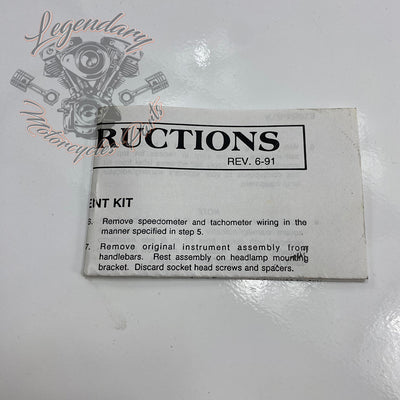 Legendary
Motorcycles Parts
RUCTIONS
REV. 6-91
ENT KIT
6. Remove speedometer and tachometer wiring in the
manner specified in step 5.
7. Remove original instrument assembly from
handlebars. Rest assembly on headlamp mounting
bracket. Discard socket head screws and spacers.